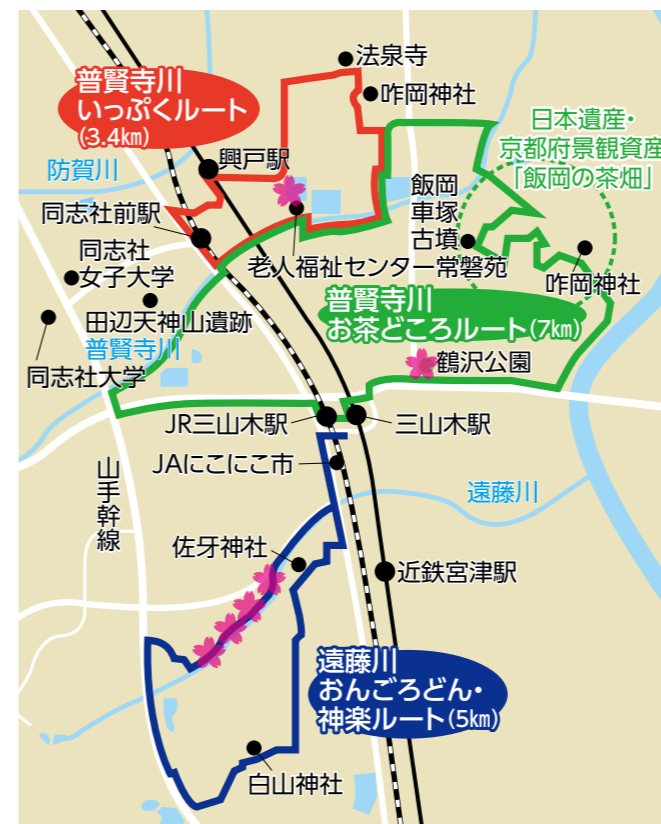 法泉寺
普賢寺川
いっぷくルート
(3.4km)
咋岡神社
日本遺産・
京都府景観資産
「飯岡の茶畑」
防賀川
興戸駅
飯岡
車塚
古墳
同志社前駅
同志社
女子大学
老人福祉センター常磐苑
咋岡神社
田辺天神山遺跡
普賢寺川
お茶どころルート(7km)
普賢寺川
同志社大学
鶴沢公園
JR三山木駅
三山木駅
JAにこにこ市
山手幹線
遠藤川
佐牙神社
近鉄宮津駅
遠藤川
おんごろどん・
神楽ルート(5km)
白山神社